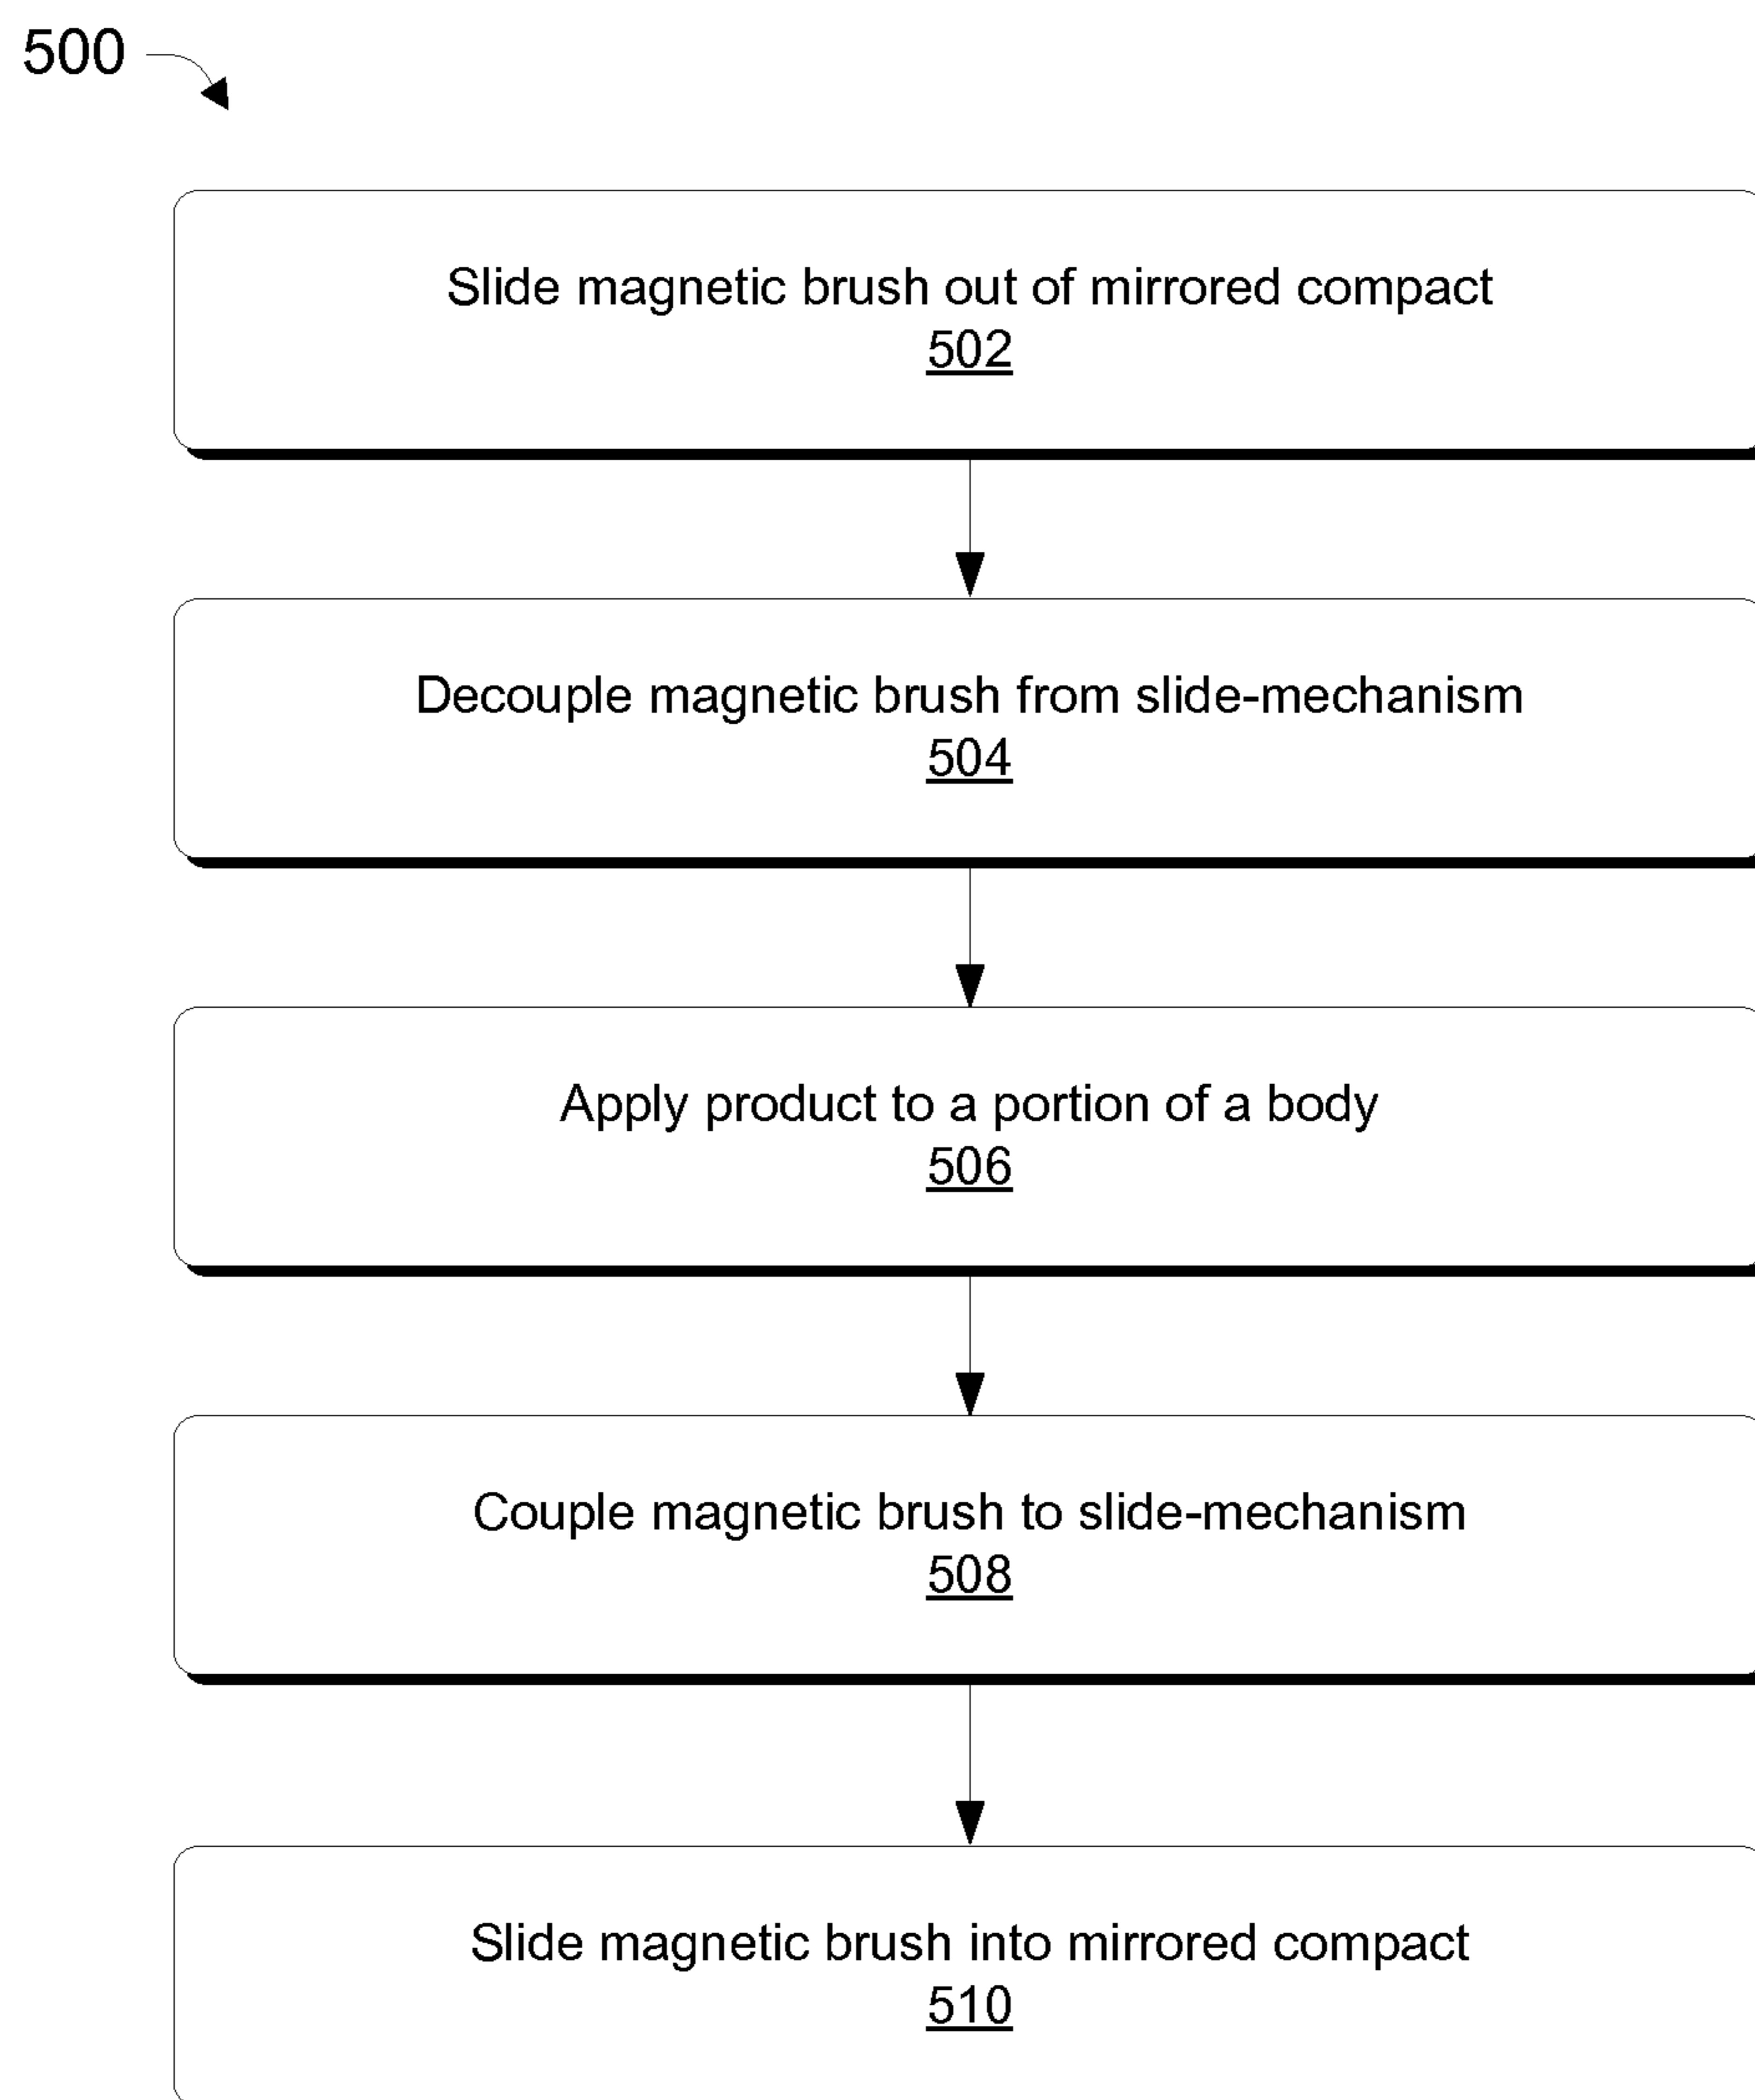 500
Slide magnetic brush out of mirrored compact
502
Decouple magnetic brush from slide-mechanism
504
Apply product to a portion of a body
506
Couple magnetic brush to slide-mechanism
508
Slide magnetic brush into mirrored compact
510